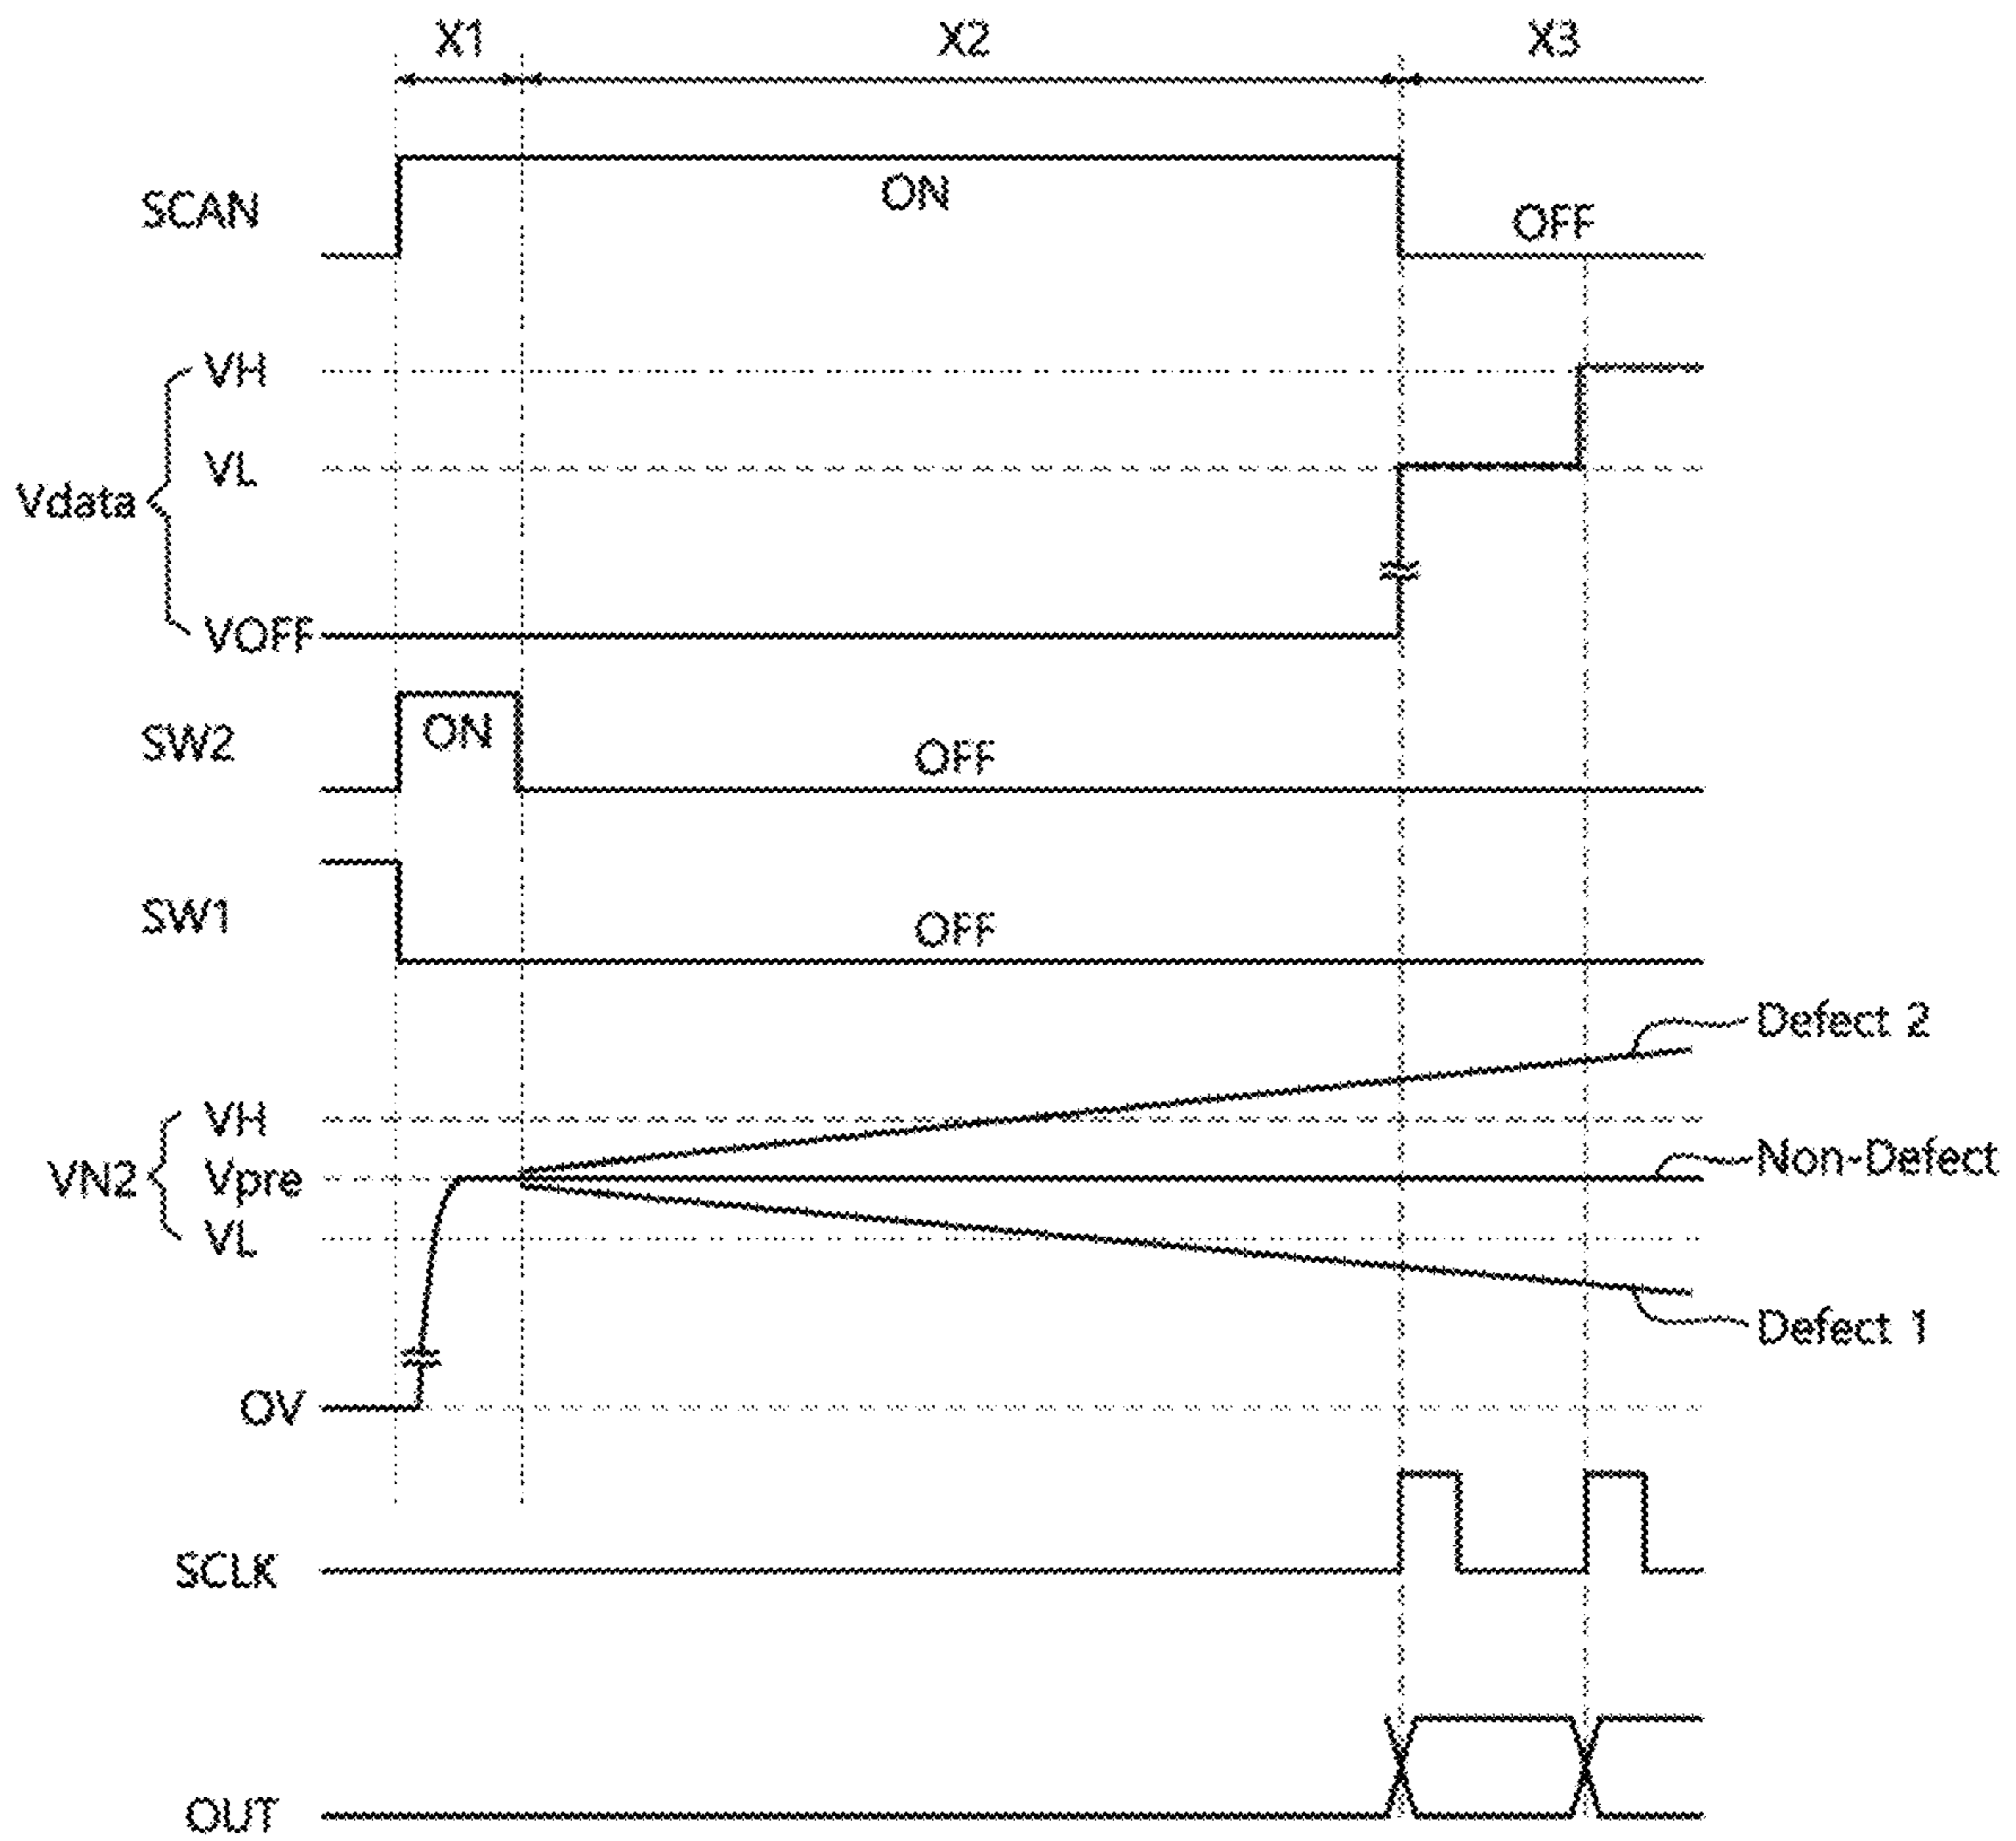 X1 X2 X3
SCAN
ON
OFF
Vdata
VH
VL
VOFF
SW2
ON
OFF
SW1
OFF
VN2
VH
Vpre
VL
OV
Defect 2
Non-Defect
Defect 1
SCLK
OUT